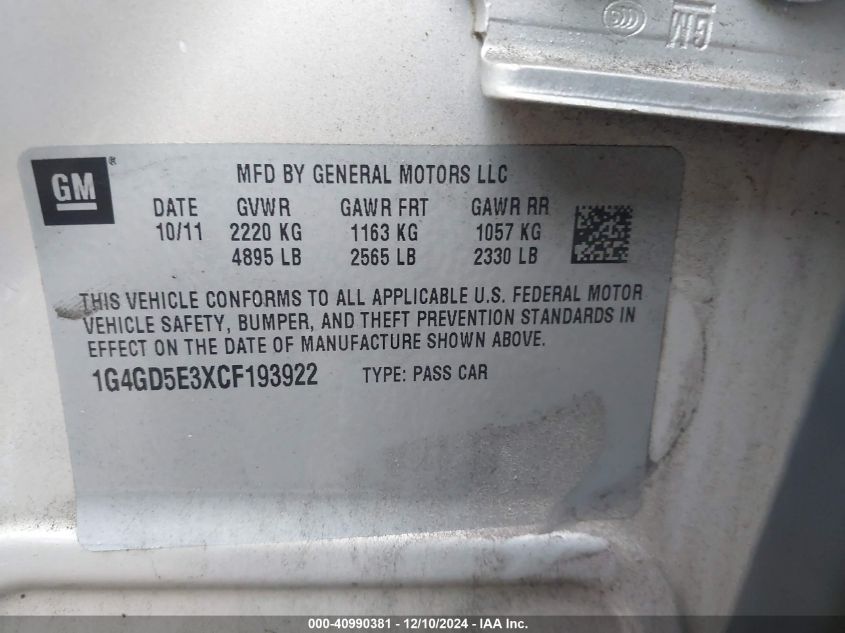 GM
GM ®
MFD BY GENERAL MOTORS LLC
DATE GVWR GAWR FRT GAWR RR
10/11 2220 KG 1163 KG 1057 KG
4895 LB 2565 LB 2330 LB
THIS VEHICLE CONFORMS TO ALL APPLICABLE U.S. FEDERAL MOTOR
VEHICLE SAFETY, BUMPER, AND THEFT PREVENTION STANDARDS IN
EFFECT ON THE DATE OF MANUFACTURE SHOWN ABOVE.
1G4GD5E3XCF193922 TYPE: PASS CAR
000-40990381 - 12/10/2024 - IAA Inc.